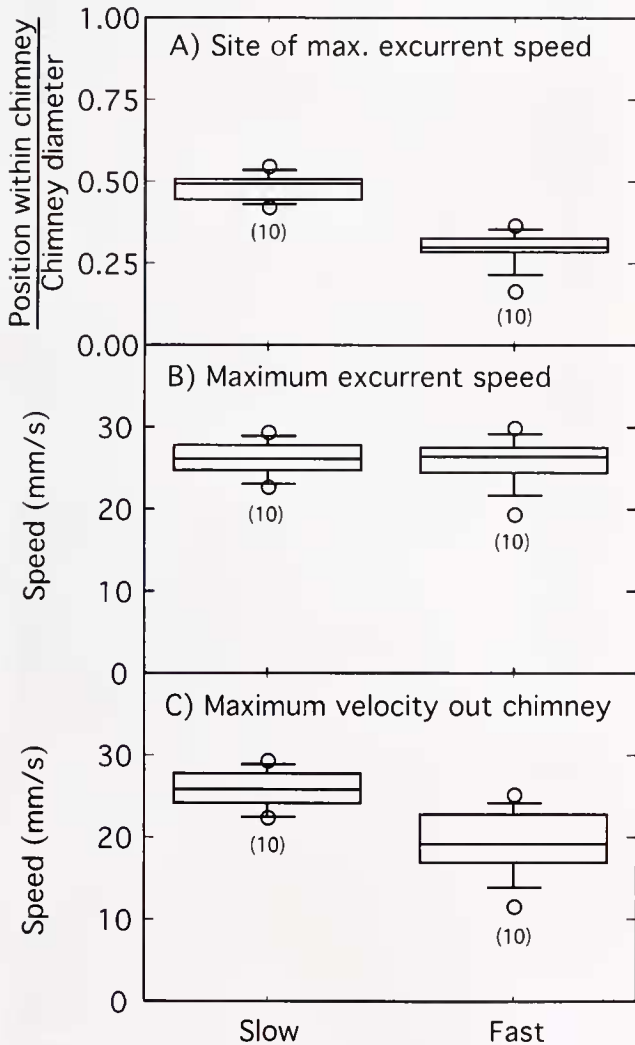 Position within chimney
Chimney diameter
1.00
0.75
0.50
0.25
0.00
A) Site of max. excurrent speed
(10)
(10)
Speed (mm/s)
30
20
10
0
B) Maximum excurrent speed
(10)
(10)
Speed (mm/s)
30
20
10
0
C) Maximum velocity out chimney
(10)
(10)
Slow
Fast